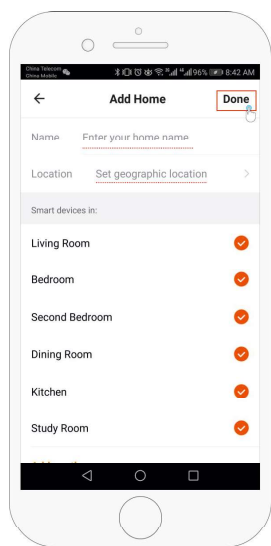 China Telecom
China Mobile
96% 8:42 AM
Add Home
Done
Name Enter your home name
Location Set geographic location
Smart devices in:
Living Room
Bedroom
Second Bedroom
Dining Room
Kitchen
Study Room